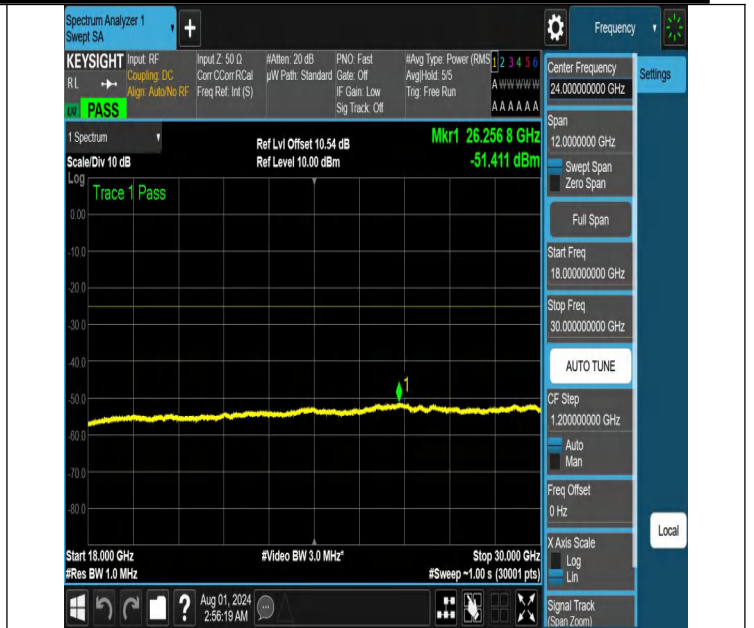 Spectrum Analyzer 1
Swept SA
+
Frequency
KEYSIGHT
RL
LXI
PASS
Input: RF
Coupling: DC
Align: Auto/No RF
Input Z: 50 Ω
Corr CCorr RCal
Freq Ref: Int (S)
#Atten: 20 dB
µW Path: Standard
PNO: Fast
Gate: Off
IF Gain: Low
Sig Track: Off
#Avg Type: Power (RMS
Avg|Hold: 5/5
Trig: Free Run
1 2 3 4 5 6
A W W W W W
A A A A A A
Center Frequency
24.000000000 GHz
Settings
1 Spectrum
Scale/Div 10 dB
Ref Lvl Offset 10.54 dB
Ref Level 10.00 dBm
Mkr1 26.256 8 GHz
-51.411 dBm
Span
12.0000000 GHz
Swept Span
Zero Span
Full Span
Start Freq
18.000000000 GHz
Stop Freq
30.000000000 GHz
AUTO TUNE
CF Step
1.200000000 GHz
Auto
Man
Freq Offset
0 Hz
X Axis Scale
Log
Lin
Local
Signal Track
(Span Zoom)
Log
Trace 1 Pass
0.00
-10.0
-20.0
-30.0
-40.0
-50.0
-60.0
-70.0
-80.0
1
Start 18.000 GHz
#Res BW 1.0 MHz
#Video BW 3.0 MHz*
Stop 30.000 GHz
#Sweep ~1.00 s (30001 pts)
?
Aug 01, 2024
2:56:19 AM